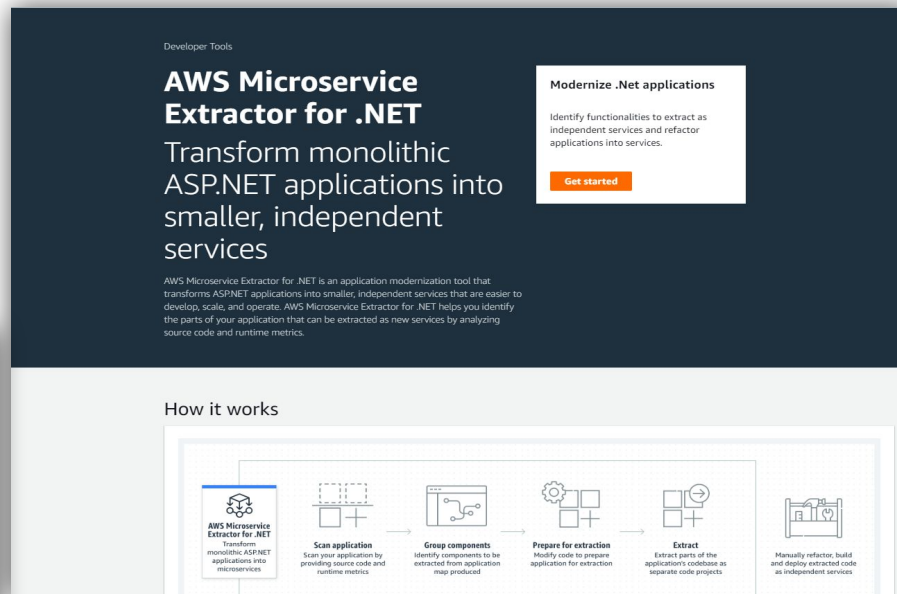 Developer Tools
AWS Microservice
Extractor for .NET
Transform monolithic
ASP.NET applications into
smaller, independent
services
AWS Microservice Extractor for .NET is an application modernization tool that
transforms ASP.NET applications into smaller, independent services that are easier to
develop, scale, and operate. AWS Microservice Extractor for .NET helps you identify
the parts of your application that can be extracted as new services by analyzing
source code and runtime metrics.
Modernize .Net applications
Identify functionalities to extract as
independent services and refactor
applications into services.
Get started
How it works
AWS Microservice
Extractor for .NET
Transform
monolithic ASP.NET
applications into
microservices
Scan application
Scan your application by
providing source code and
runtime metrics
Group components
Identify components to be
extracted from application
map produced
Prepare for extraction
Modify code to prepare
application for extraction
Extract
Extract parts of the
application's codebase as
separate code projects
Manually refactor, build
and deploy extracted code
as independent services